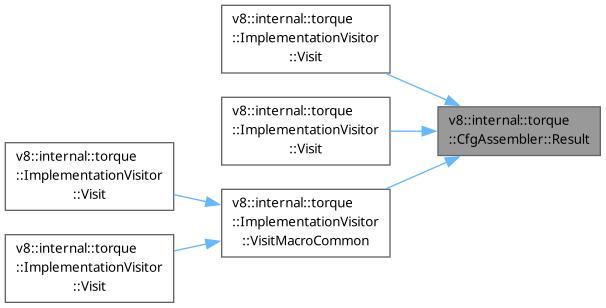 v8::internal::torque
::ImplementationVisitor
::Visit
v8::internal::torque
::ImplementationVisitor
::Visit
v8::internal::torque
::CfgAssembler::Result
v8::internal::torque
::ImplementationVisitor
::Visit
v8::internal::torque
::ImplementationVisitor
::VisitMacroCommon
v8::internal::torque
::ImplementationVisitor
::Visit